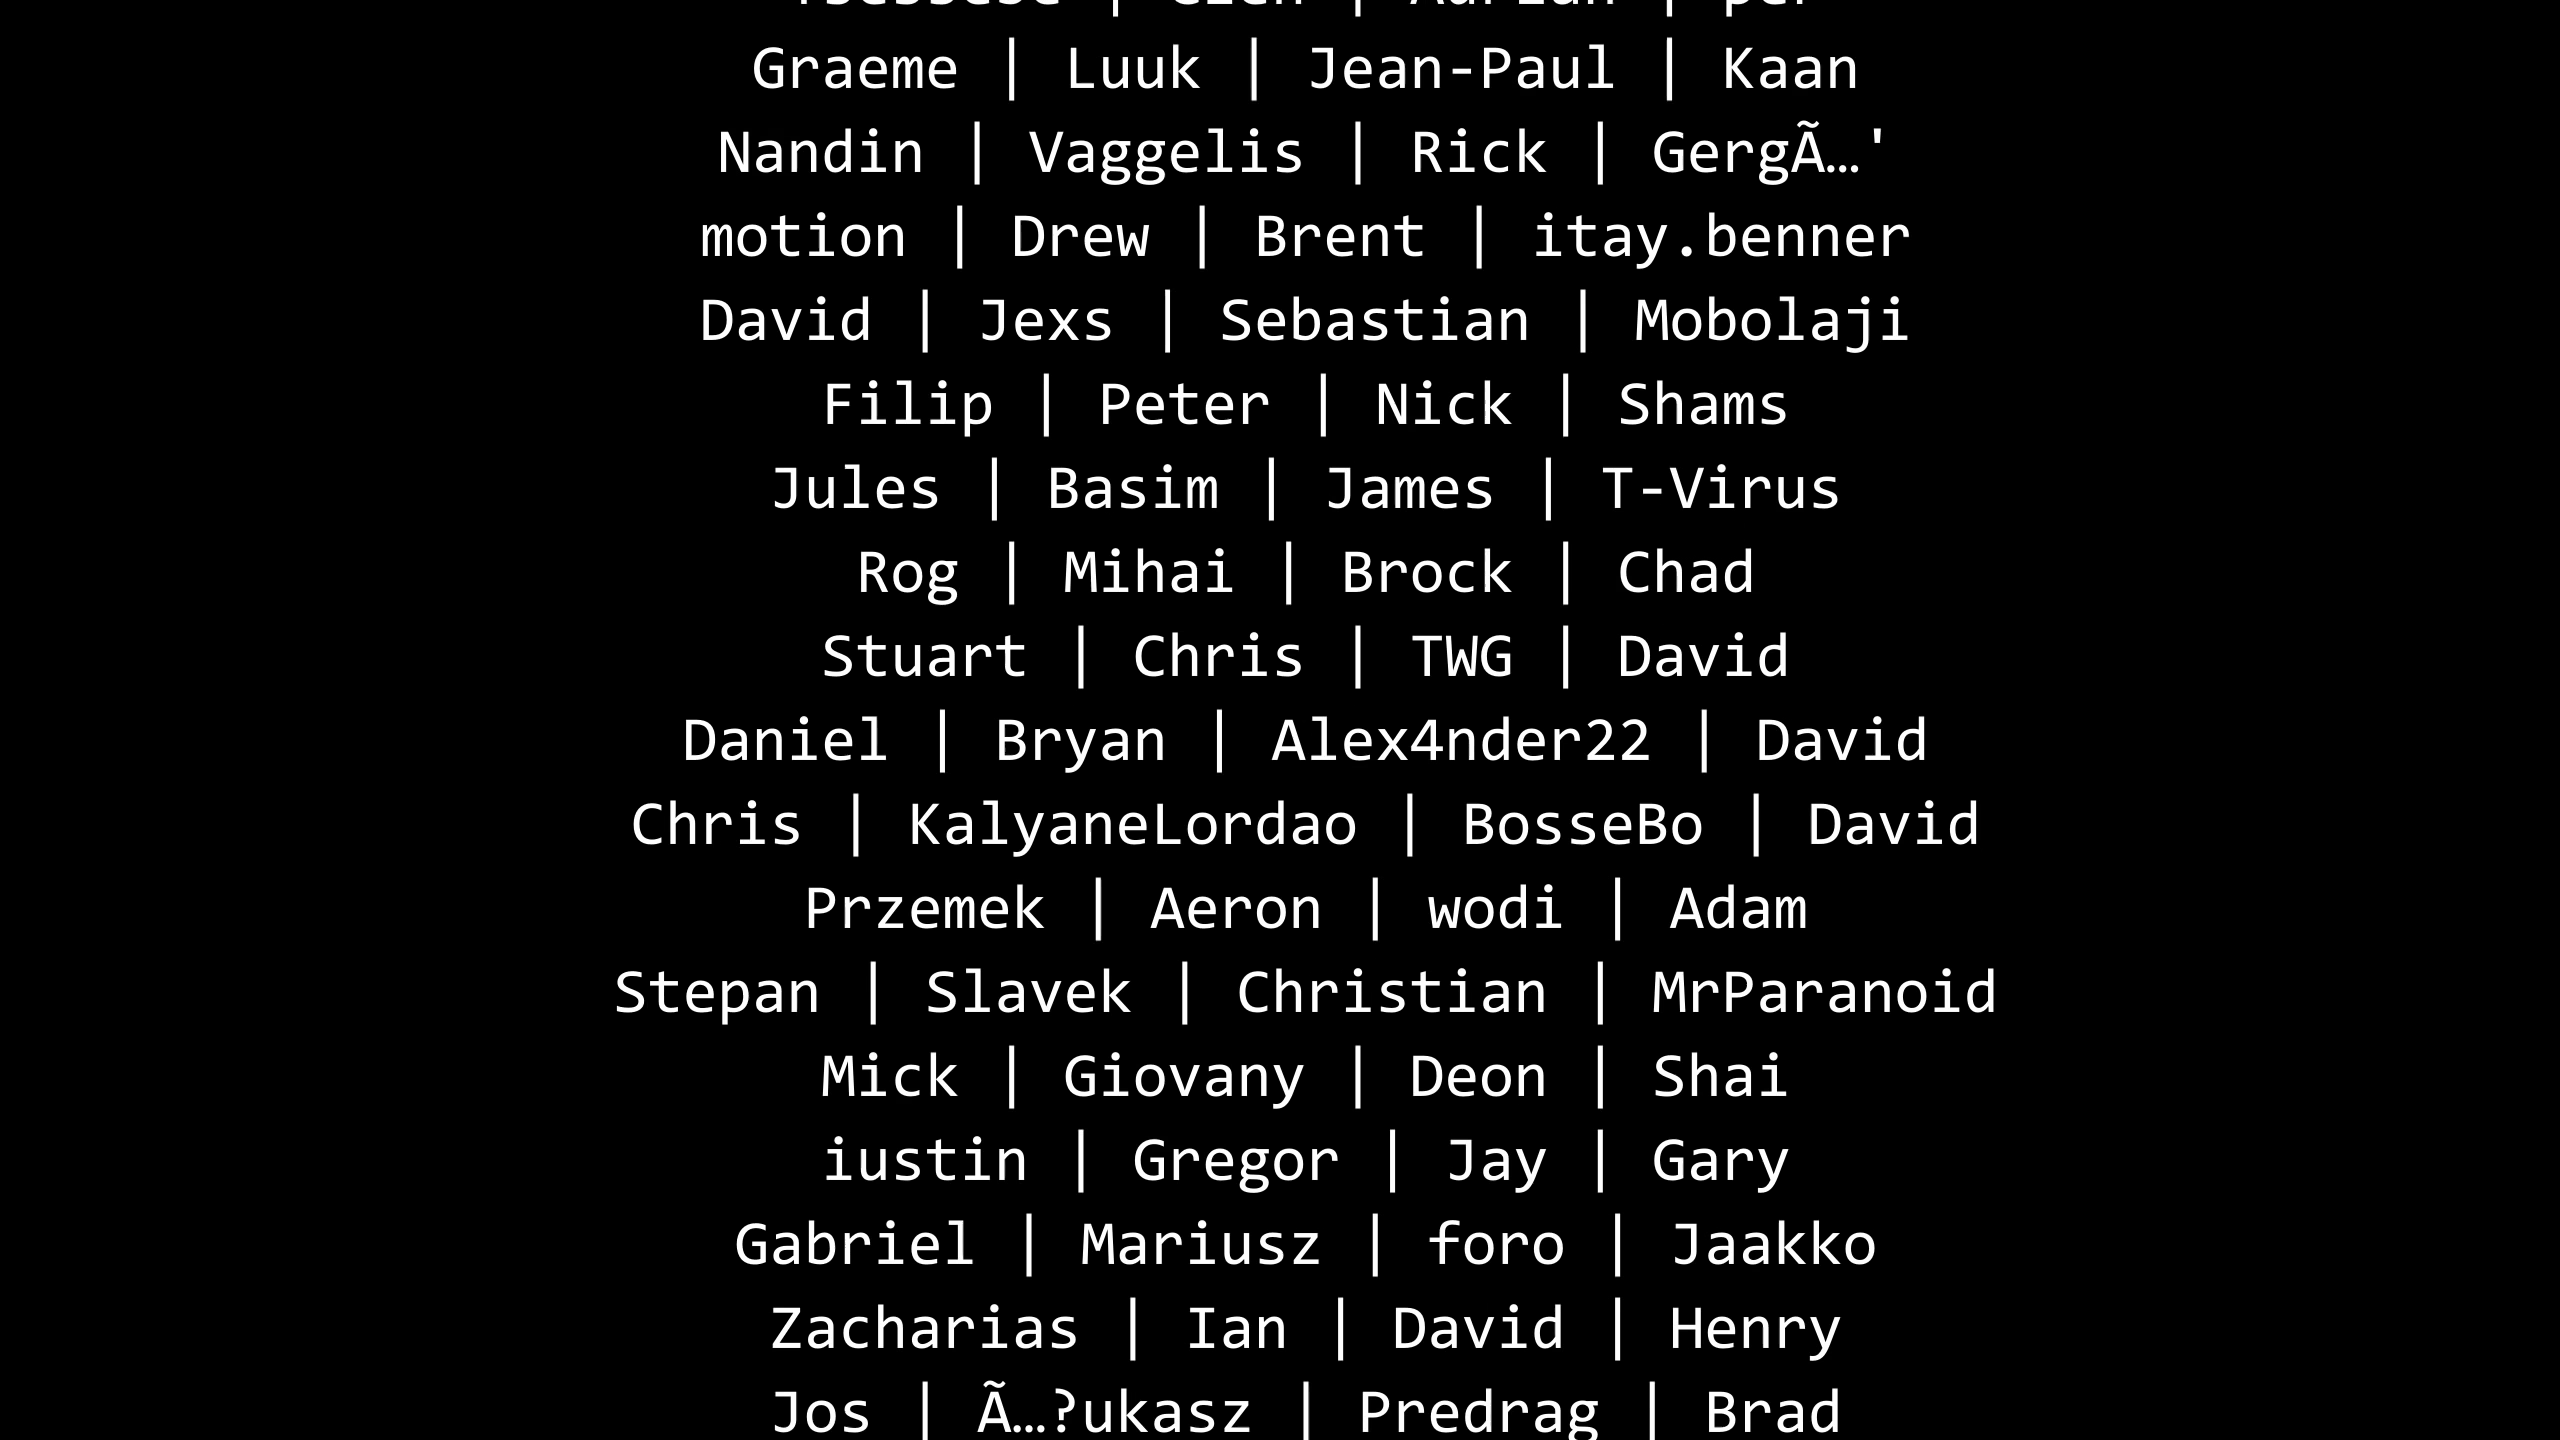 Graeme | Luuk | Jean-Paul | Kaan
Nandin | Vaggelis | Rick | GergÃ…'
motion | Drew | Brent | itay.benner
David | Jexs | Sebastian | Mobolaji
Filip | Peter | Nick | Shams
Jules | Basim | James | T-Virus
Rog | Mihai | Brock | Chad
Stuart | Chris | TWG | David
Daniel | Bryan | Alex4nder22 | David
Chris | KalyaneLordao | BosseBo | David
Przemek | Aeron | wodi | Adam
Stepan | Slavek | Christian | MrParanoid
Mick | Giovany | Deon | Shai
iustin | Gregor | Jay | Gary
Gabriel | Mariusz | foro | Jaakko
Zacharias | Ian | David | Henry
Jos | Ã…?ukasz | Predrag | Brad